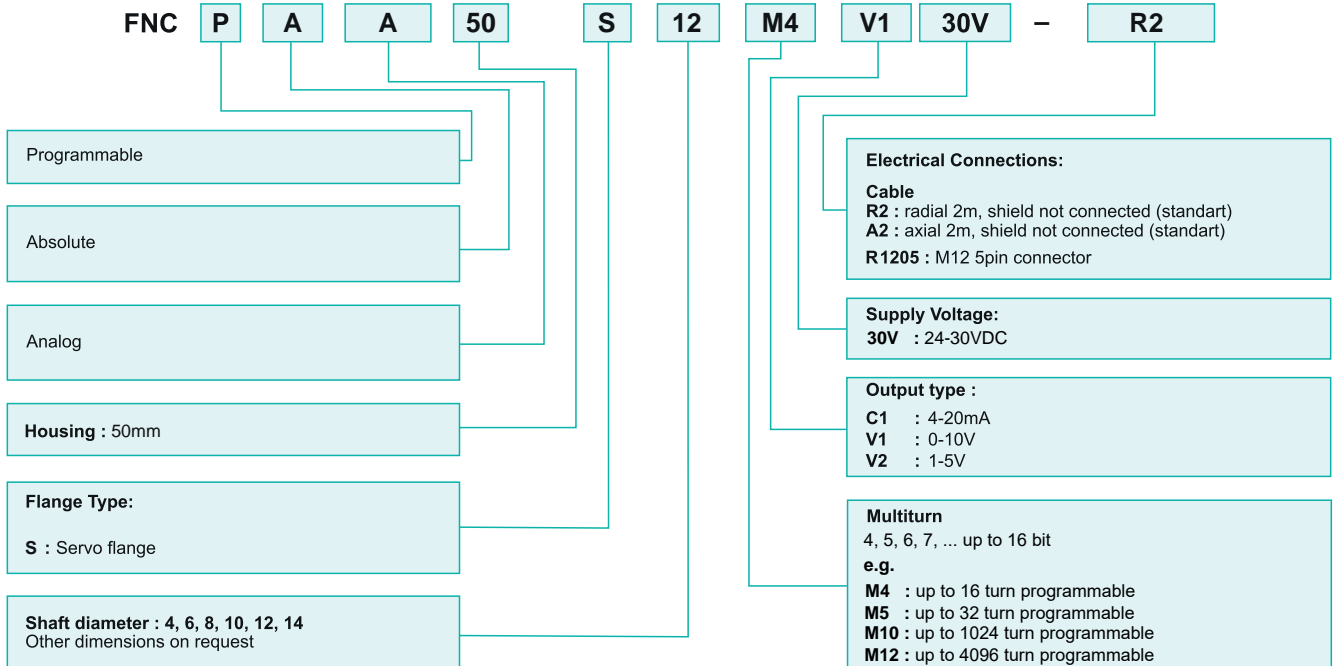 FNC P A A 50 S 12 M4 V1 30V – R2
Programmable
Absolute
Analog
Housing : 50mm
Flange Type:
S : Servo flange
Shaft diameter : 4, 6, 8, 10, 12, 14
Other dimensions on request
Electrical Connections:
Cable
R2 : radial 2m, shield not connected (standart)
A2 : axial 2m, shield not connected (standart)
R1205 : M12 5pin connector
Supply Voltage:
30V : 24-30VDC
Output type :
C1 : 4-20mA
V1 : 0-10V
V2 : 1-5V
Multiturn
4, 5, 6, 7, ... up to 16 bit
e.g.
M4 : up to 16 turn programmable
M5 : up to 32 turn programmable
M10 : up to 1024 turn programmable
M12 : up to 4096 turn programmable